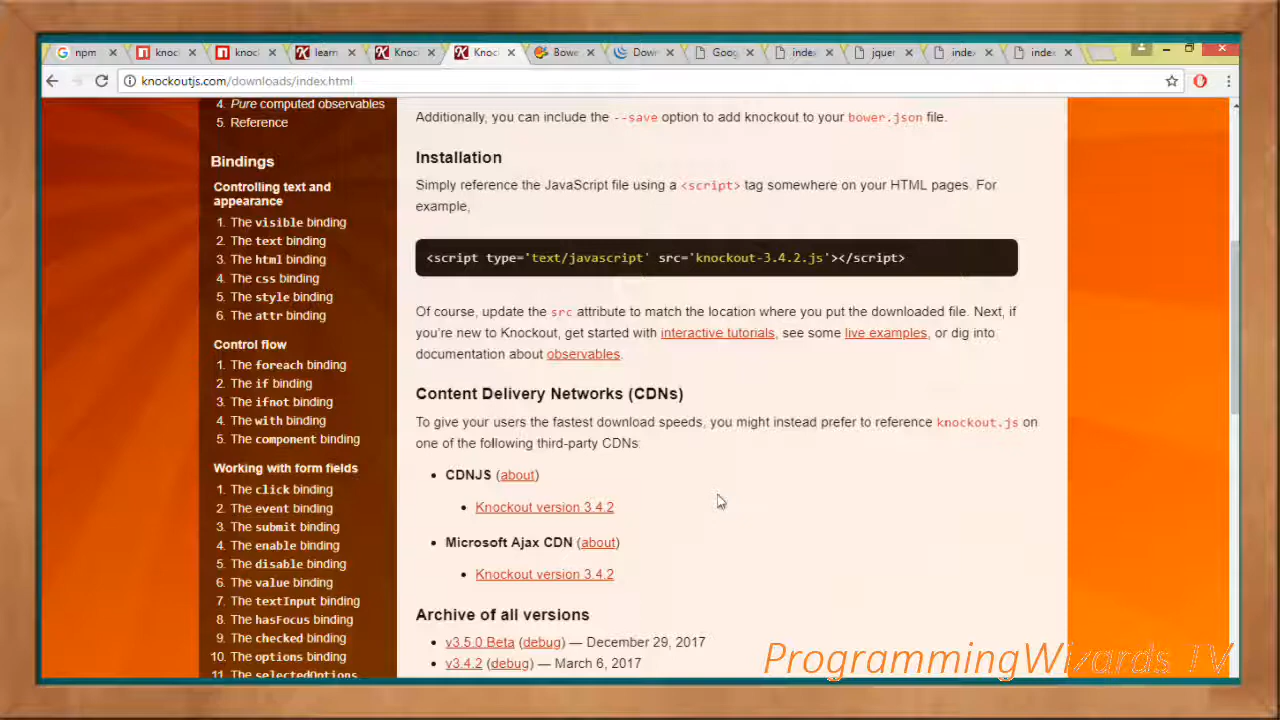 npm
knoc
knoc
learn
Knoc
Knoc
Bowe
Down
Goog
index
jquer
index
index
knockoutjs.com/downloads/index.html
4. Pure computed observables
5. Reference
Bindings
Controlling text and
appearance
1. The visible binding
2. The text binding
3. The html binding
4. The css binding
5. The style binding
6. The attr binding
Control flow
1. The foreach binding
2. The if binding
3. The ifnot binding
4. The with binding
5. The component binding
Working with form fields
1. The click binding
2. The event binding
3. The submit binding
4. The enable binding
5. The disable binding
6. The value binding
7. The textInput binding
8. The hasFocus binding
9. The checked binding
10. The options binding
11. The selectedOptions
Additionally, you can include the --save option to add knockout to your bower.json file.
Installation
Simply reference the JavaScript file using a <script> tag somewhere on your HTML pages. For
example,
<script type='text/javascript' src='knockout-3.4.2.js'></script>
Of course, update the src attribute to match the location where you put the downloaded file. Next, if
you're new to Knockout, get started with interactive tutorials, see some live examples, or dig into
documentation about observables.
Content Delivery Networks (CDNs)
To give your users the fastest download speeds, you might instead prefer to reference knockout.js on
one of the following third-party CDNs:
• CDNJS (about)
• Knockout version 3.4.2
• Microsoft Ajax CDN (about)
• Knockout version 3.4.2
Archive of all versions
• v3.5.0 Beta (debug) — December 29, 2017
• v3.4.2 (debug) — March 6, 2017
ProgrammingWizards TV